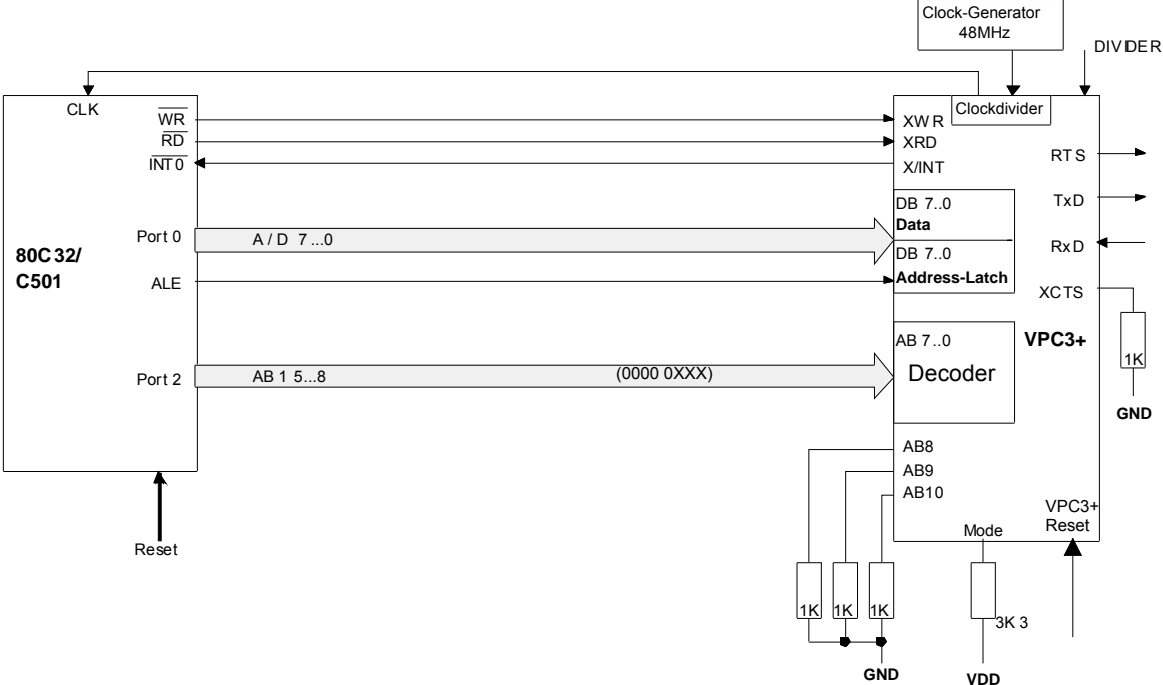 Clock-Generator
48MHz
DIVIDER
CLK
Clockdivider
WR
XWR
RD
XRD
INT0
X/INT
RTS
DB 7..0
TxD
Data
Port 0
A / D 7 ...0
RxD
DB 7..0
80C32/
C501
Address-Latch
ALE
XCTS
AB 7..0
VPC3+
1K
Port 2
AB 1 5...8
(0000 0XXX)
Decoder
GND
AB8
AB9
AB10
VPC3+
Reset
Mode
Reset
1K
1K
1K
3K 3
GND
VDD